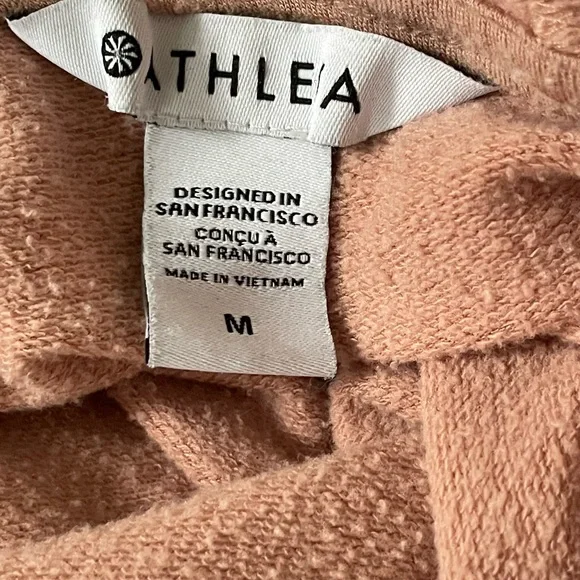 ATHLETA
DESIGNED IN
SAN FRANCISCO
CONÇU À
SAN FRANCISCO
MADE IN VIETNAM
M